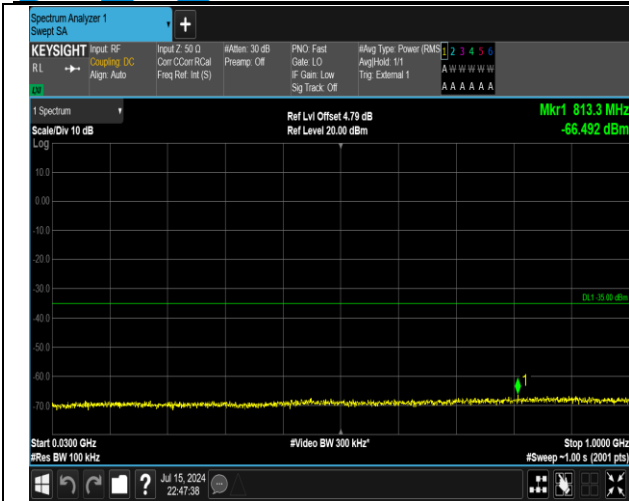 Spectrum Analyzer 1
Swept SA
+
KEYSIGHT
RL
LXI
Input: RF
Coupling: DC
Align: Auto
Input Z: 50 Ω
Corr CCorr RCal
Freq Ref: Int (S)
#Atten: 30 dB
Preamp: Off
PNO: Fast
Gate: LO
IF Gain: Low
Sig Track: Off
#Avg Type: Power (RMS
Avg|Hold: 1/1
Trig: External 1
1 2 3 4 5 6
A W W W W W
A A A A A A
1 Spectrum
Scale/Div 10 dB
Log
Ref Lvl Offset 4.79 dB
Ref Level 20.00 dBm
Mkr1 813.3 MHz
-66.492 dBm
10.0
0.00
-10.0
-20.0
-30.0
DL1 -35.00 dBm
-40.0
-50.0
-60.0
1
-70.0
Start 0.0300 GHz
#Res BW 100 kHz
#Video BW 300 kHz*
Stop 1.0000 GHz
#Sweep ~1.00 s (2001 pts)
?
Jul 15, 2024
22:47:38